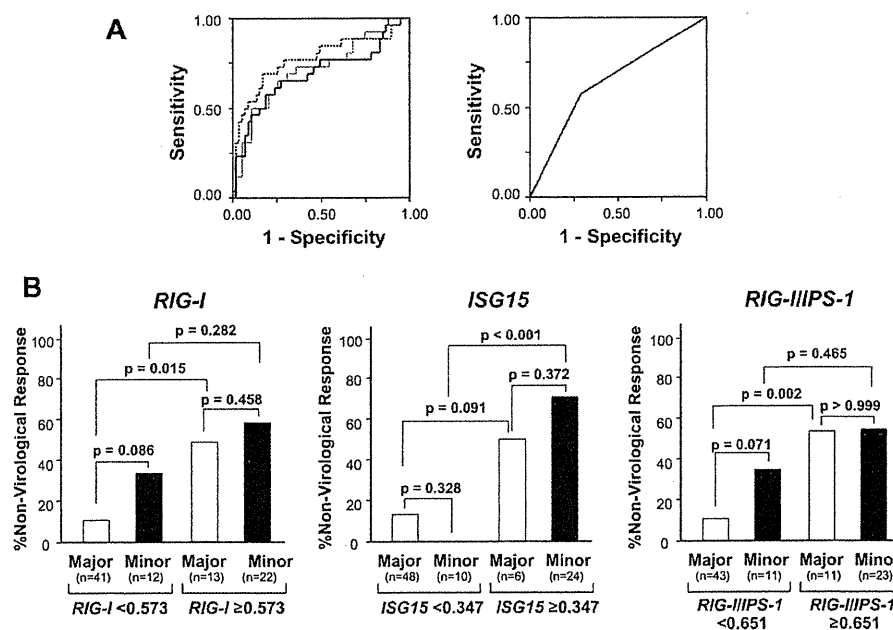 A
1.00
0.50
0.00
Sensitivity
0.00 0.50 1.00
1 - Specificity
1.00
0.50
0.00
Sensitivity
0.00 0.50 1.00
1 - Specificity
B
RIG-I
%Non-Virological Response
100
80
60
40
20
0
p = 0.282
p = 0.015
p = 0.458
p = 0.086
Major Minor Major Minor
(n=41) (n=12) (n=13) (n=22)
RIG-I <0.573 RIG-I ≥0.573
ISG15
%Non-Virological Response
100
80
60
40
20
0
p < 0.001
p = 0.372
p = 0.091
p = 0.328
Major Minor Major Minor
(n=48) (n=10) (n=6) (n=24)
ISG15 <0.347 ISG15 ≥0.347
RIG-I/IPS-1
%Non-Virological Response
100
80
60
40
20
0
p = 0.465
p = 0.002
p > 0.999
p = 0.071
Major Minor Major Minor
(n=43) (n=11) (n=11) (n=23)
RIG-I/IPS-1 RIG-I/IPS-1
<0.651 ≥0.651